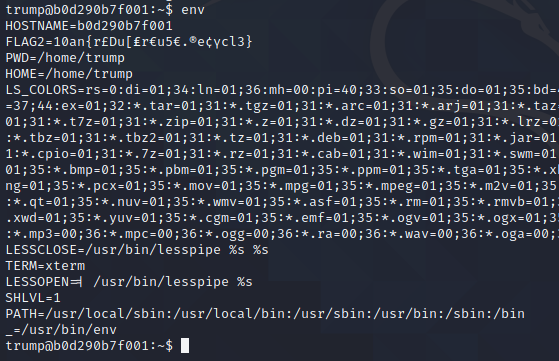 trump@b0d290b7f001:~$ env
HOSTNAME=b0d290b7f001
FLAG2=10an{r£Du[₤r€u5€.®e¢ycl3}
PWD=/home/trump
HOME=/home/trump
LS_COLORS=rs=0:di=01;34:ln=01;36:mh=00:pi=40;33:so=01;35:do=01;35:bd=4
=37;44:ex=01;32:*.tar=01;31:*.tgz=01;31:*.arc=01;31:*.arj=01;31:*.taz=
01;31:*.t7z=01;31:*.zip=01;31:*.z=01;31:*.dz=01;31:*.gz=01;31:*.lrz=0
:*.tbz=01;31:*.tbz2=01;31:*.tz=01;31:*.deb=01;31:*.rpm=01;31:*.jar=01
1:*.cpio=01;31:*.7z=01;31:*.rz=01;31:*.cab=01;31:*.wim=01;31:*.swm=01
01;35:*.bmp=01;35:*.pbm=01;35:*.pgm=01;35:*.ppm=01;35:*.tga=01;35:*.xb
ng=01;35:*.pcx=01;35:*.mov=01;35:*.mpg=01;35:*.mpeg=01;35:*.m2v=01;35
:*.qt=01;35:*.nuv=01;35:*.wmv=01;35:*.asf=01;35:*.rm=01;35:*.rmvb=01;
.xwd=01;35:*.yuv=01;35:*.cgm=01;35:*.emf=01;35:*.ogv=01;35:*.ogx=01;35
:*.mp3=00;36:*.mpc=00;36:*.ogg=00;36:*.ra=00;36:*.wav=00;36:*.oga=00;3
LESSCLOSE=/usr/bin/lesspipe %s %s
TERM=xterm
LESSOPEN=| /usr/bin/lesspipe %s
SHLVL=1
PATH=/usr/local/sbin:/usr/local/bin:/usr/sbin:/usr/bin:/sbin:/bin
_=/usr/bin/env
trump@b0d290b7f001:~$